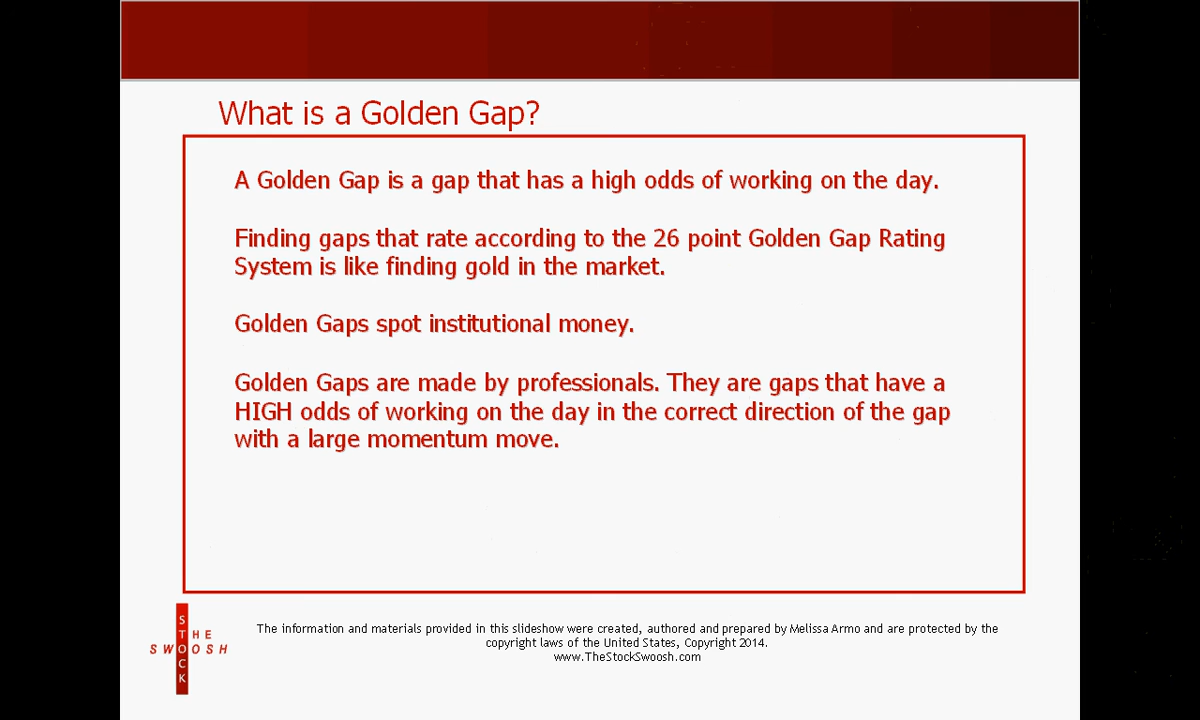 What is a Golden Gap?
A Golden Gap is a gap that has a high odds of working on the day.
Finding gaps that rate according to the 26 point Golden Gap Rating
System is like finding gold in the market.
Golden Gaps spot institutional money.
Golden Gaps are made by professionals. They are gaps that have a
HIGH odds of working on the day in the correct direction of the gap
with a large momentum move.
THE
STOCK
SWOOSH
The information and materials provided in this slideshow were created, authored and prepared by Melissa Armo and are protected by the
copyright laws of the United States, Copyright 2014.
www.TheStockSwoosh.com